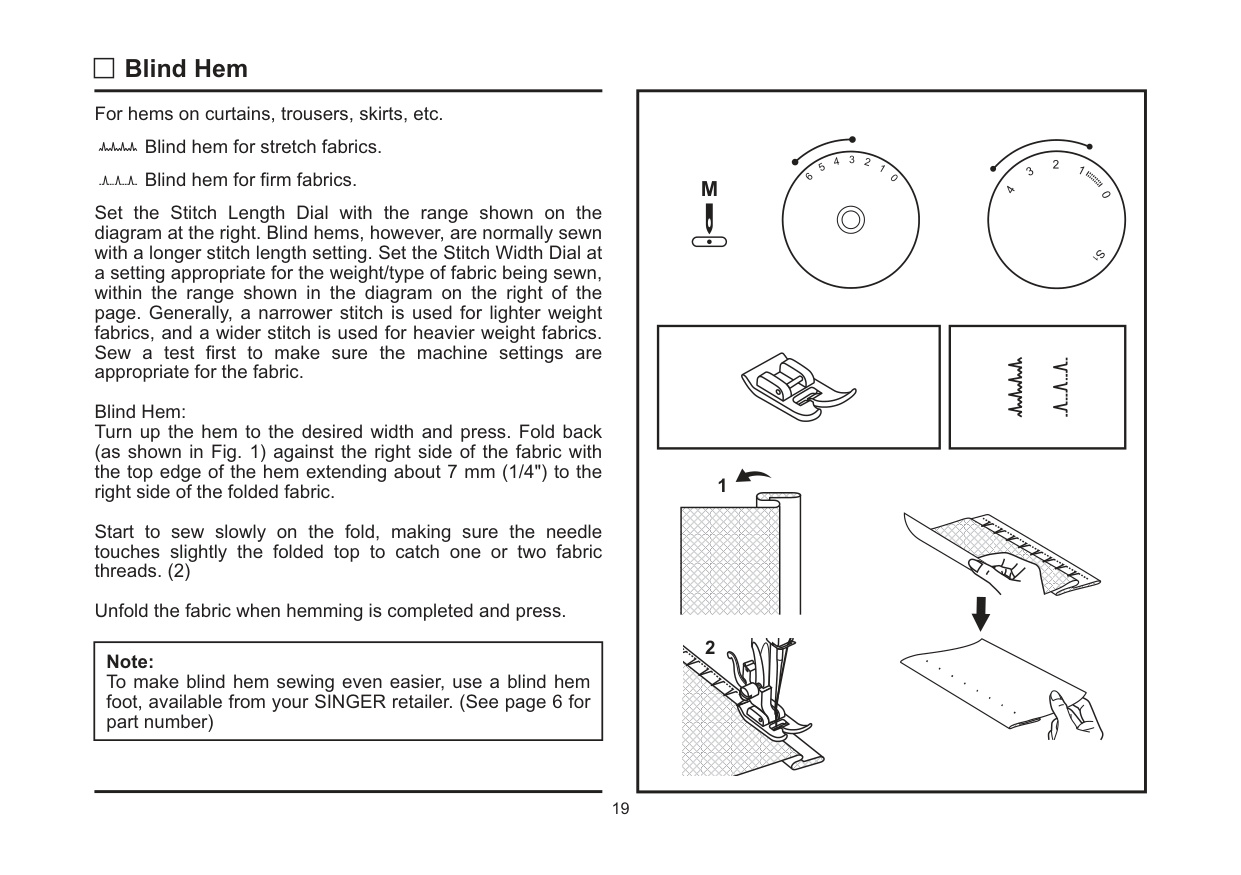 Blind Hem
For hems on curtains, trousers, skirts, etc.
Blind hem for stretch fabrics.
Blind hem for firm fabrics.
Set the Stitch Length Dial with the range shown on the
diagram at the right. Blind hems, however, are normally sewn
with a longer stitch length setting. Set the Stitch Width Dial at
a setting appropriate for the weight/type of fabric being sewn,
within the range shown in the diagram on the right of the
page. Generally, a narrower stitch is used for lighter weight
fabrics, and a wider stitch is used for heavier weight fabrics.
Sew a test first to make sure the machine settings are
appropriate for the fabric.
Blind Hem:
Turn up the hem to the desired width and press. Fold back
(as shown in Fig. 1) against the right side of the fabric with
the top edge of the hem extending about 7 mm (1/4") to the
right side of the folded fabric.
Start to sew slowly on the fold, making sure the needle
touches slightly the folded top to catch one or two fabric
threads. (2)
Unfold the fabric when hemming is completed and press.
Note:
To make blind hem sewing even easier, use a blind hem
foot, available from your SINGER retailer. (See page 6 for
part number)
M
6 5 4 3 2 1 0
4 3 2 1 0
S1
1
2
19